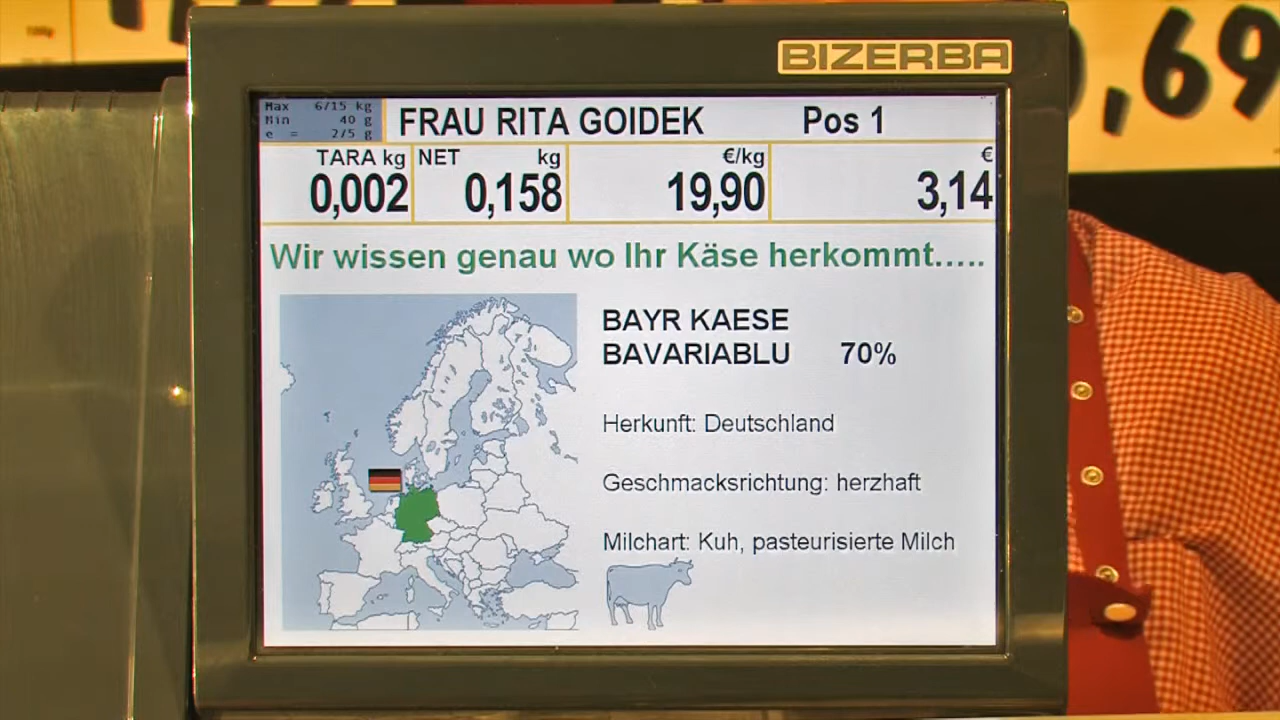 BIZERBA
Max 6/15 kg
Min 40 g
e = 2/5 g
FRAU RITA GOIDEK Pos 1
TARA kg NET kg €/kg €
0,002 0,158 19,90 3,14
Wir wissen genau wo Ihr Käse herkommt.....
BAYR KAESE
BAVARIABLU 70%
Herkunft: Deutschland
Geschmacksrichtung: herzhaft
Milchart: Kuh, pasteurisierte Milch
,69